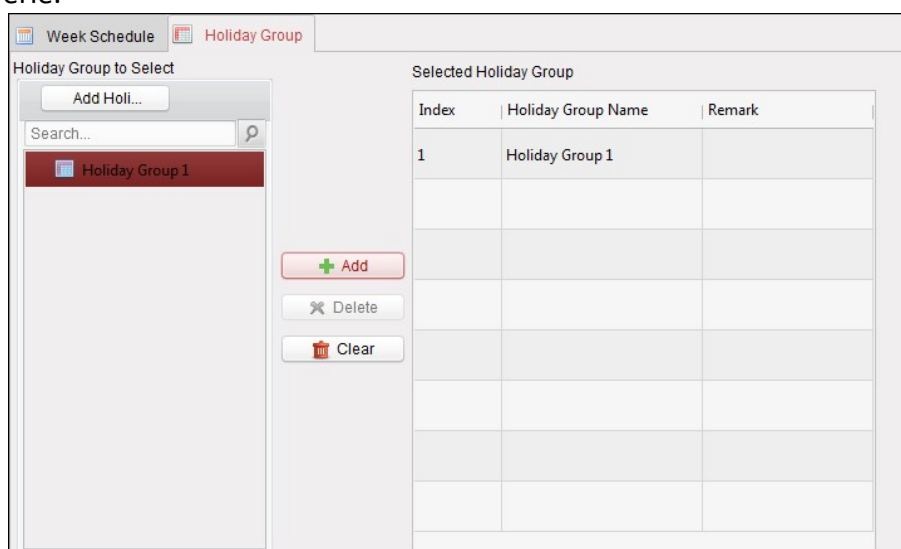 Week Schedule Holiday Group
Holiday Group to Select
Add Holi...
Search...
Holiday Group 1
Add
Delete
Clear
Selected Holiday Group
Index Holiday Group Name Remark
1 Holiday Group 1